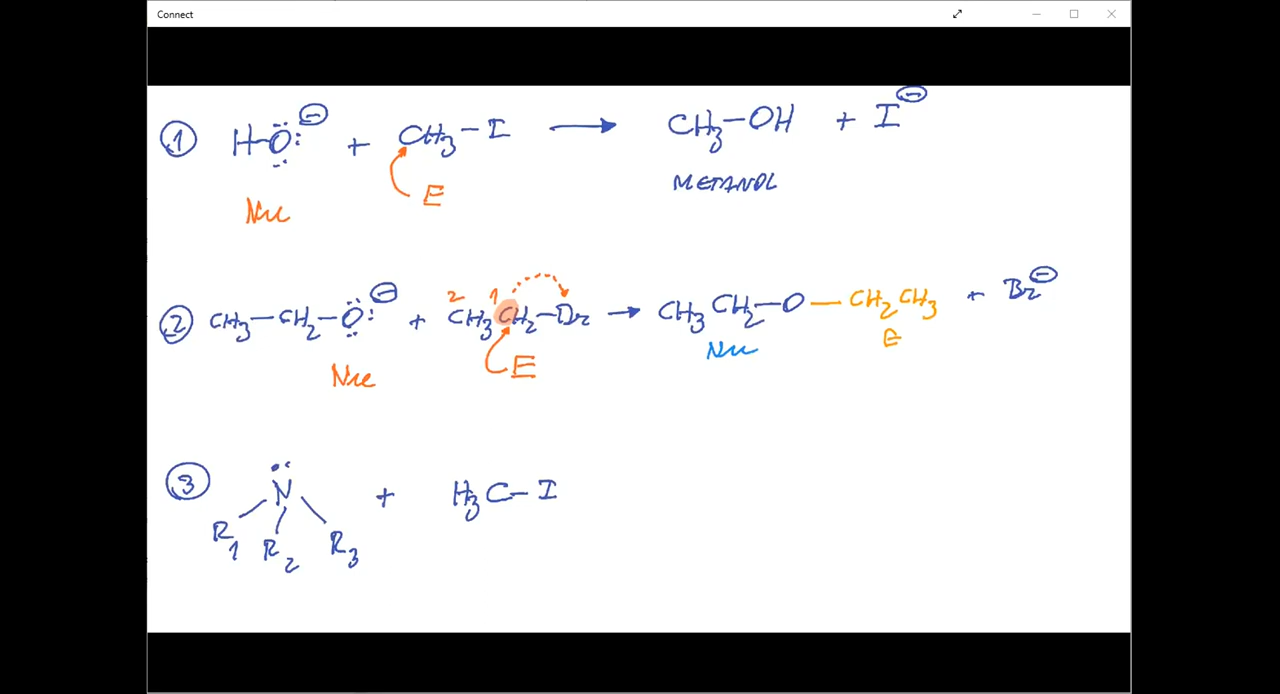 Connect
1 H-O:⊖ + CH3-I → CH3-OH + I⊖
Nu E METANOL
2 CH3-CH2-O:⊖ + CH3CH2-Br → CH3CH2-O-CH2CH3 + Br⊖
2 1
Nu E Nu E
3 N + H3C-I
R1 R2 R3